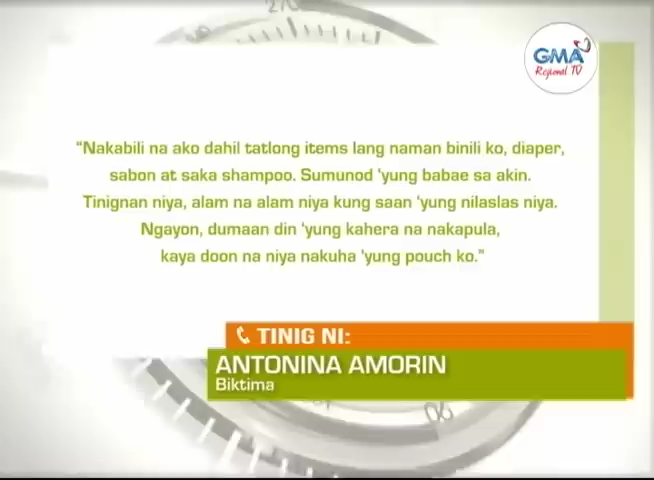 GMA
Regional TV
"Nakabili na ako dahil tatlong items lang naman binili ko, diaper,
sabon at saka shampoo. Sumunod 'yung babae sa akin.
Tinignan niya, alam na alam niya kung saan 'yung nilaslas niya.
Ngayon, dumaan din 'yung kahera na nakapula,
kaya doon na niya nakuha 'yung pouch ko."
TINIG NI:
ANTONINA AMORIN
Biktima